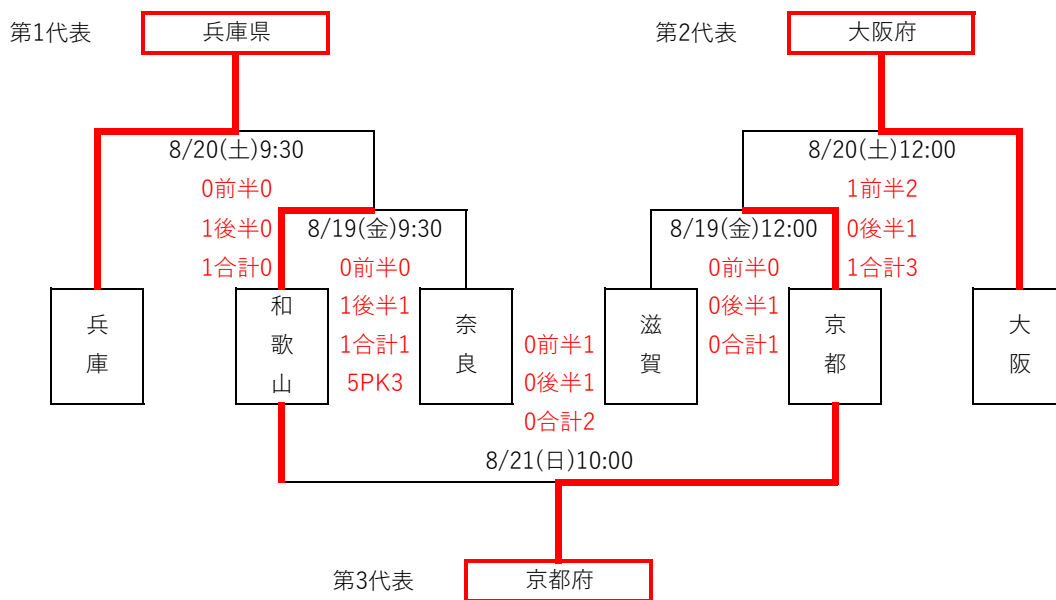 第1代表
兵庫県
第2代表
大阪府
8/20(土)9:30
0前半0
1後半0
1合計0
8/20(土)12:00
1前半2
0後半1
1合計3
8/19(金)9:30
0前半0
1後半1
1合計1
5PK3
8/19(金)12:00
0前半0
0後半1
0合計1
兵庫
和歌山
奈良
滋賀
京都
大阪
0前半1
0後半1
0合計2
8/21(日)10:00
第3代表
京都府